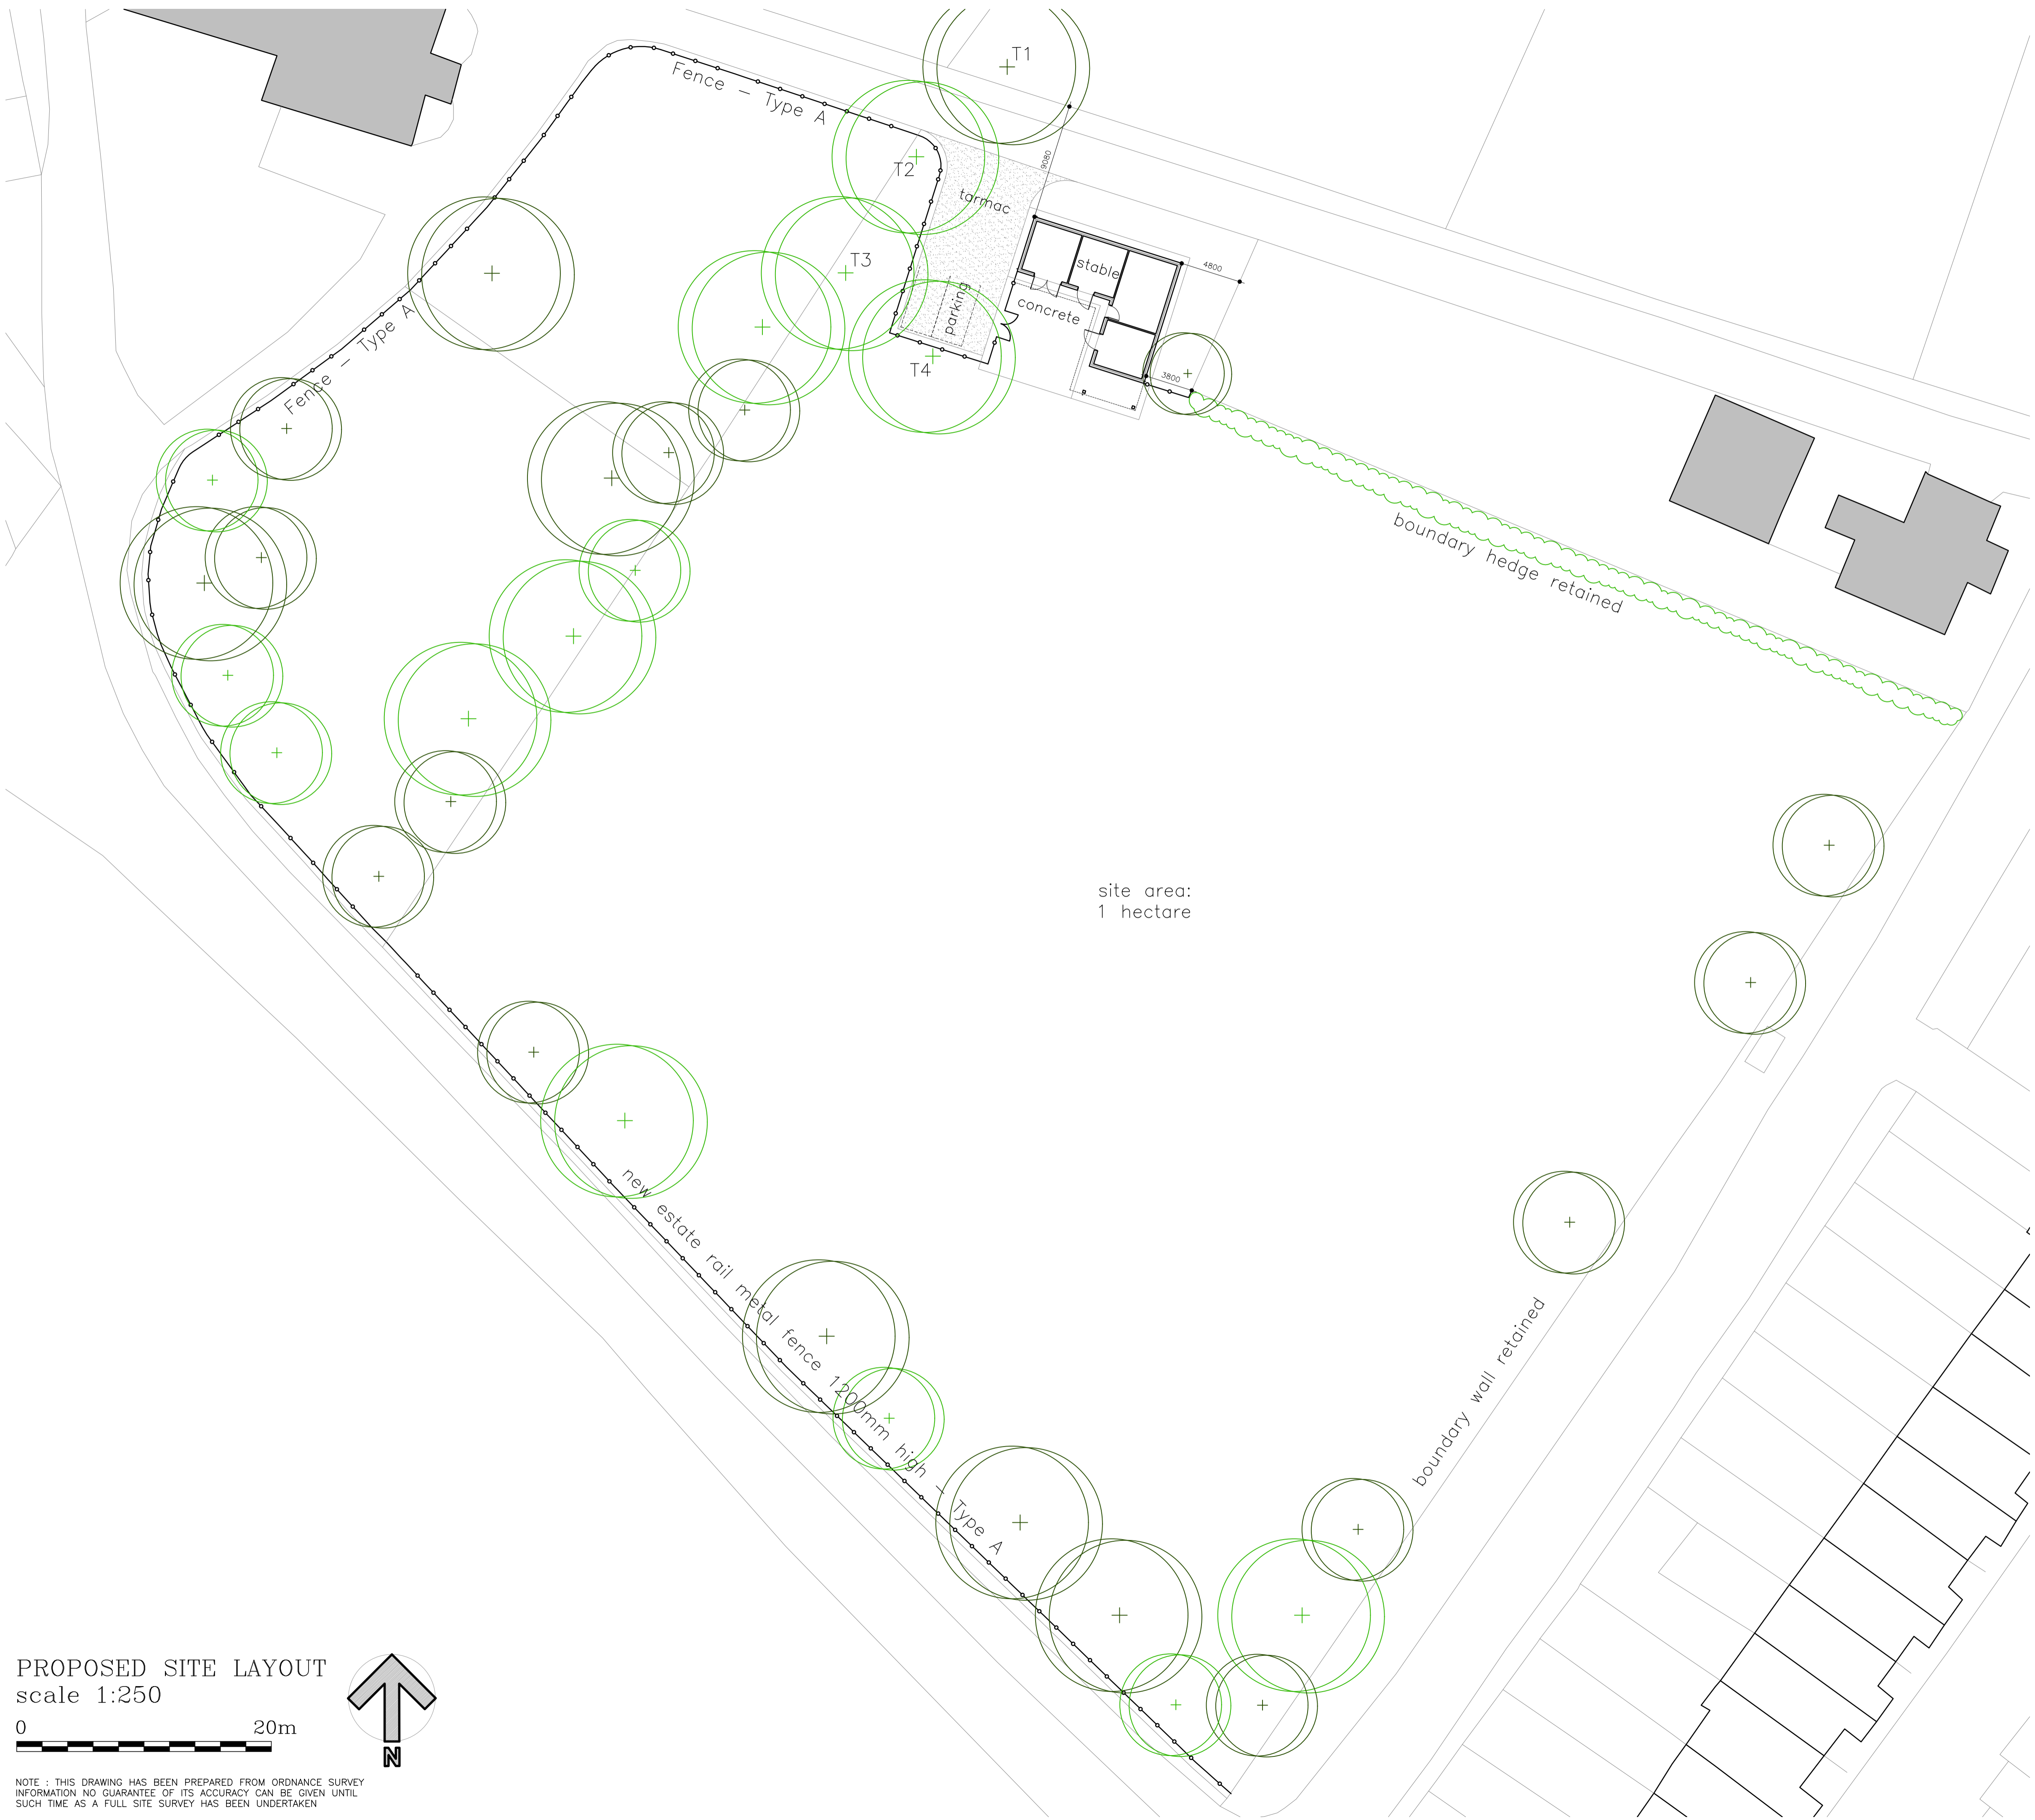 T1
Fence - Type A
T2
9080
tarmac
T3
stable
4800
concrete
parking
Fence - Type A
T4
3800
boundary hedge retained
site area:
1 hectare
new estate rail metal fence 1200mm high - Type A
boundary wall retained
PROPOSED SITE LAYOUT
scale 1:250
0 20m
N
NOTE : THIS DRAWING HAS BEEN PREPARED FROM ORDNANCE SURVEY
INFORMATION NO GUARANTEE OF ITS ACCURACY CAN BE GIVEN UNTIL
SUCH TIME AS A FULL SITE SURVEY HAS BEEN UNDERTAKEN